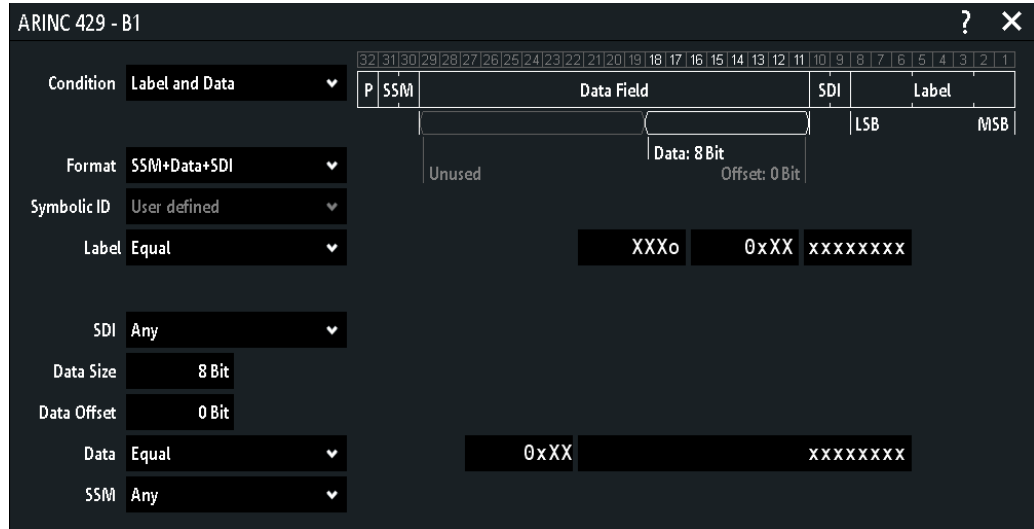 ARINC 429 - B1 ? ✕
32 31 30 29 28 27 26 25 24 23 22 21 20 19 18 17 16 15 14 13 12 11 10 9 8 7 6 5 4 3 2 1
Condition Label and Data P SSM Data Field SDI Label
LSB MSB
Data: 8 Bit
Format SSM+Data+SDI Unused Offset: 0 Bit
Symbolic ID User defined
Label Equal XXXo 0xXX xxxxxxxx
SDI Any
Data Size 8 Bit
Data Offset 0 Bit
Data Equal 0xXX xxxxxxxx
SSM Any